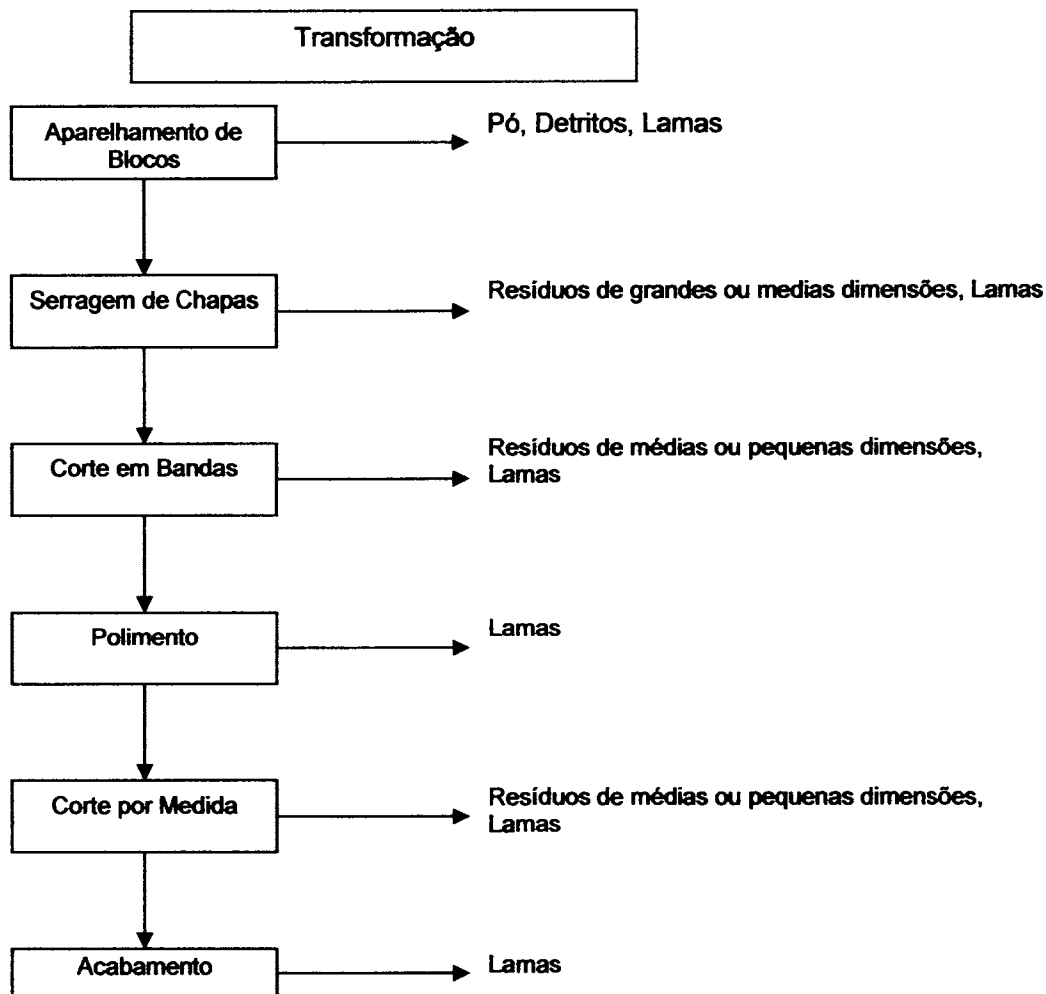 Transformação
Aparelhamento de
Blocos
Pó, Detritos, Lamas
Serragem de Chapas
Resíduos de grandes ou medias dimensões, Lamas
Corte em Bandas
Resíduos de médias ou pequenas dimensões,
Lamas
Polimento
Lamas
Corte por Medida
Resíduos de médias ou pequenas dimensões,
Lamas
Acabamento
Lamas